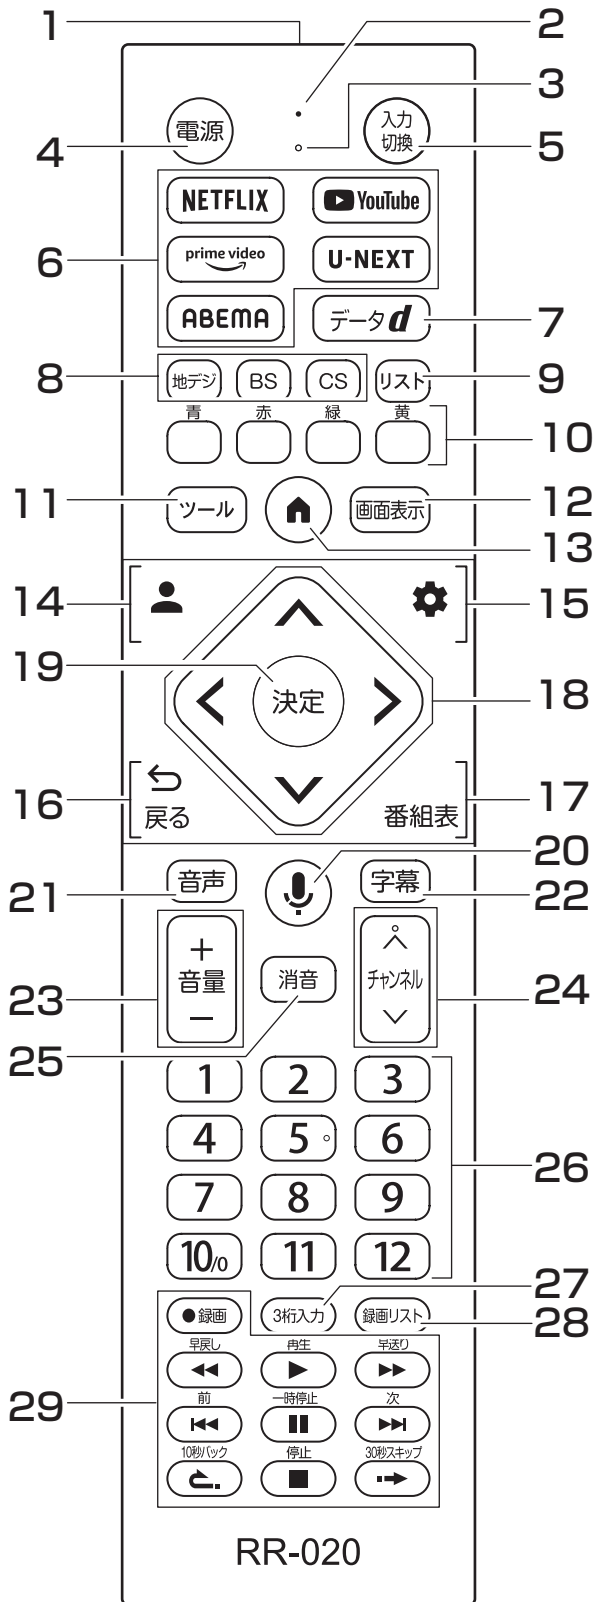 1
2
3
電源
入力
切換
4
5
NETFLIX
YouTube
6
prime video
U-NEXT
ABEMA
データd
7
8
地デジ
BS
CS
リスト
9
青
赤
緑
黄
10
11
ツール
画面表示
12
13
14
15
19
決定
18
16
戻る
番組表
17
20
21
音声
字幕
22
+
音量
−
23
消音
チャンネル
24
25
1
2
3
4
5
6
26
7
8
9
10/0
11
12
27
●録画
3桁入力
録画リスト
28
早戻し
再生
早送り
29
前
一時停止
次
10秒バック
停止
30秒スキップ
RR-020